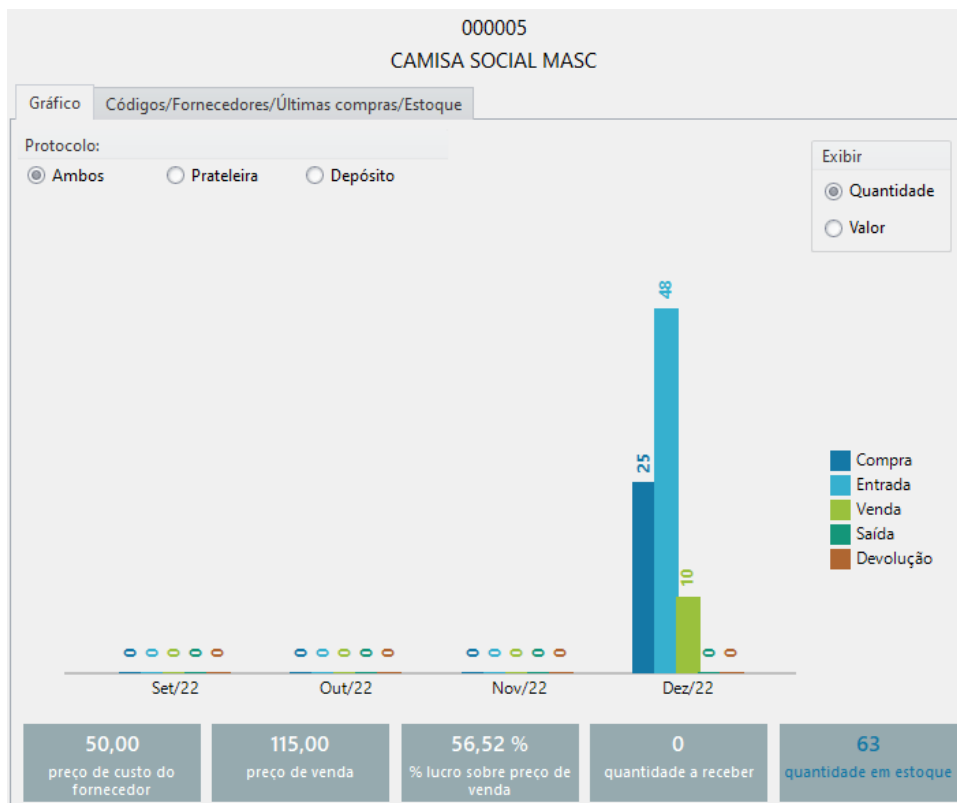 000005
CAMISA SOCIAL MASC
Gráfico
Códigos/Fornecedores/Últimas compras/Estoque
Protocolo:
Ambos
Prateleira
Depósito
Exibir
Quantidade
Valor
48
25
10
0 0
Compra
Entrada
Venda
Saída
Devolução
0 0 0 0 0
0 0 0 0 0
0 0 0 0 0
Set/22
Out/22
Nov/22
Dez/22
50,00
preço de custo do
fornecedor
115,00
preço de venda
56,52 %
% lucro sobre preço de
venda
0
quantidade a receber
63
quantidade em estoque